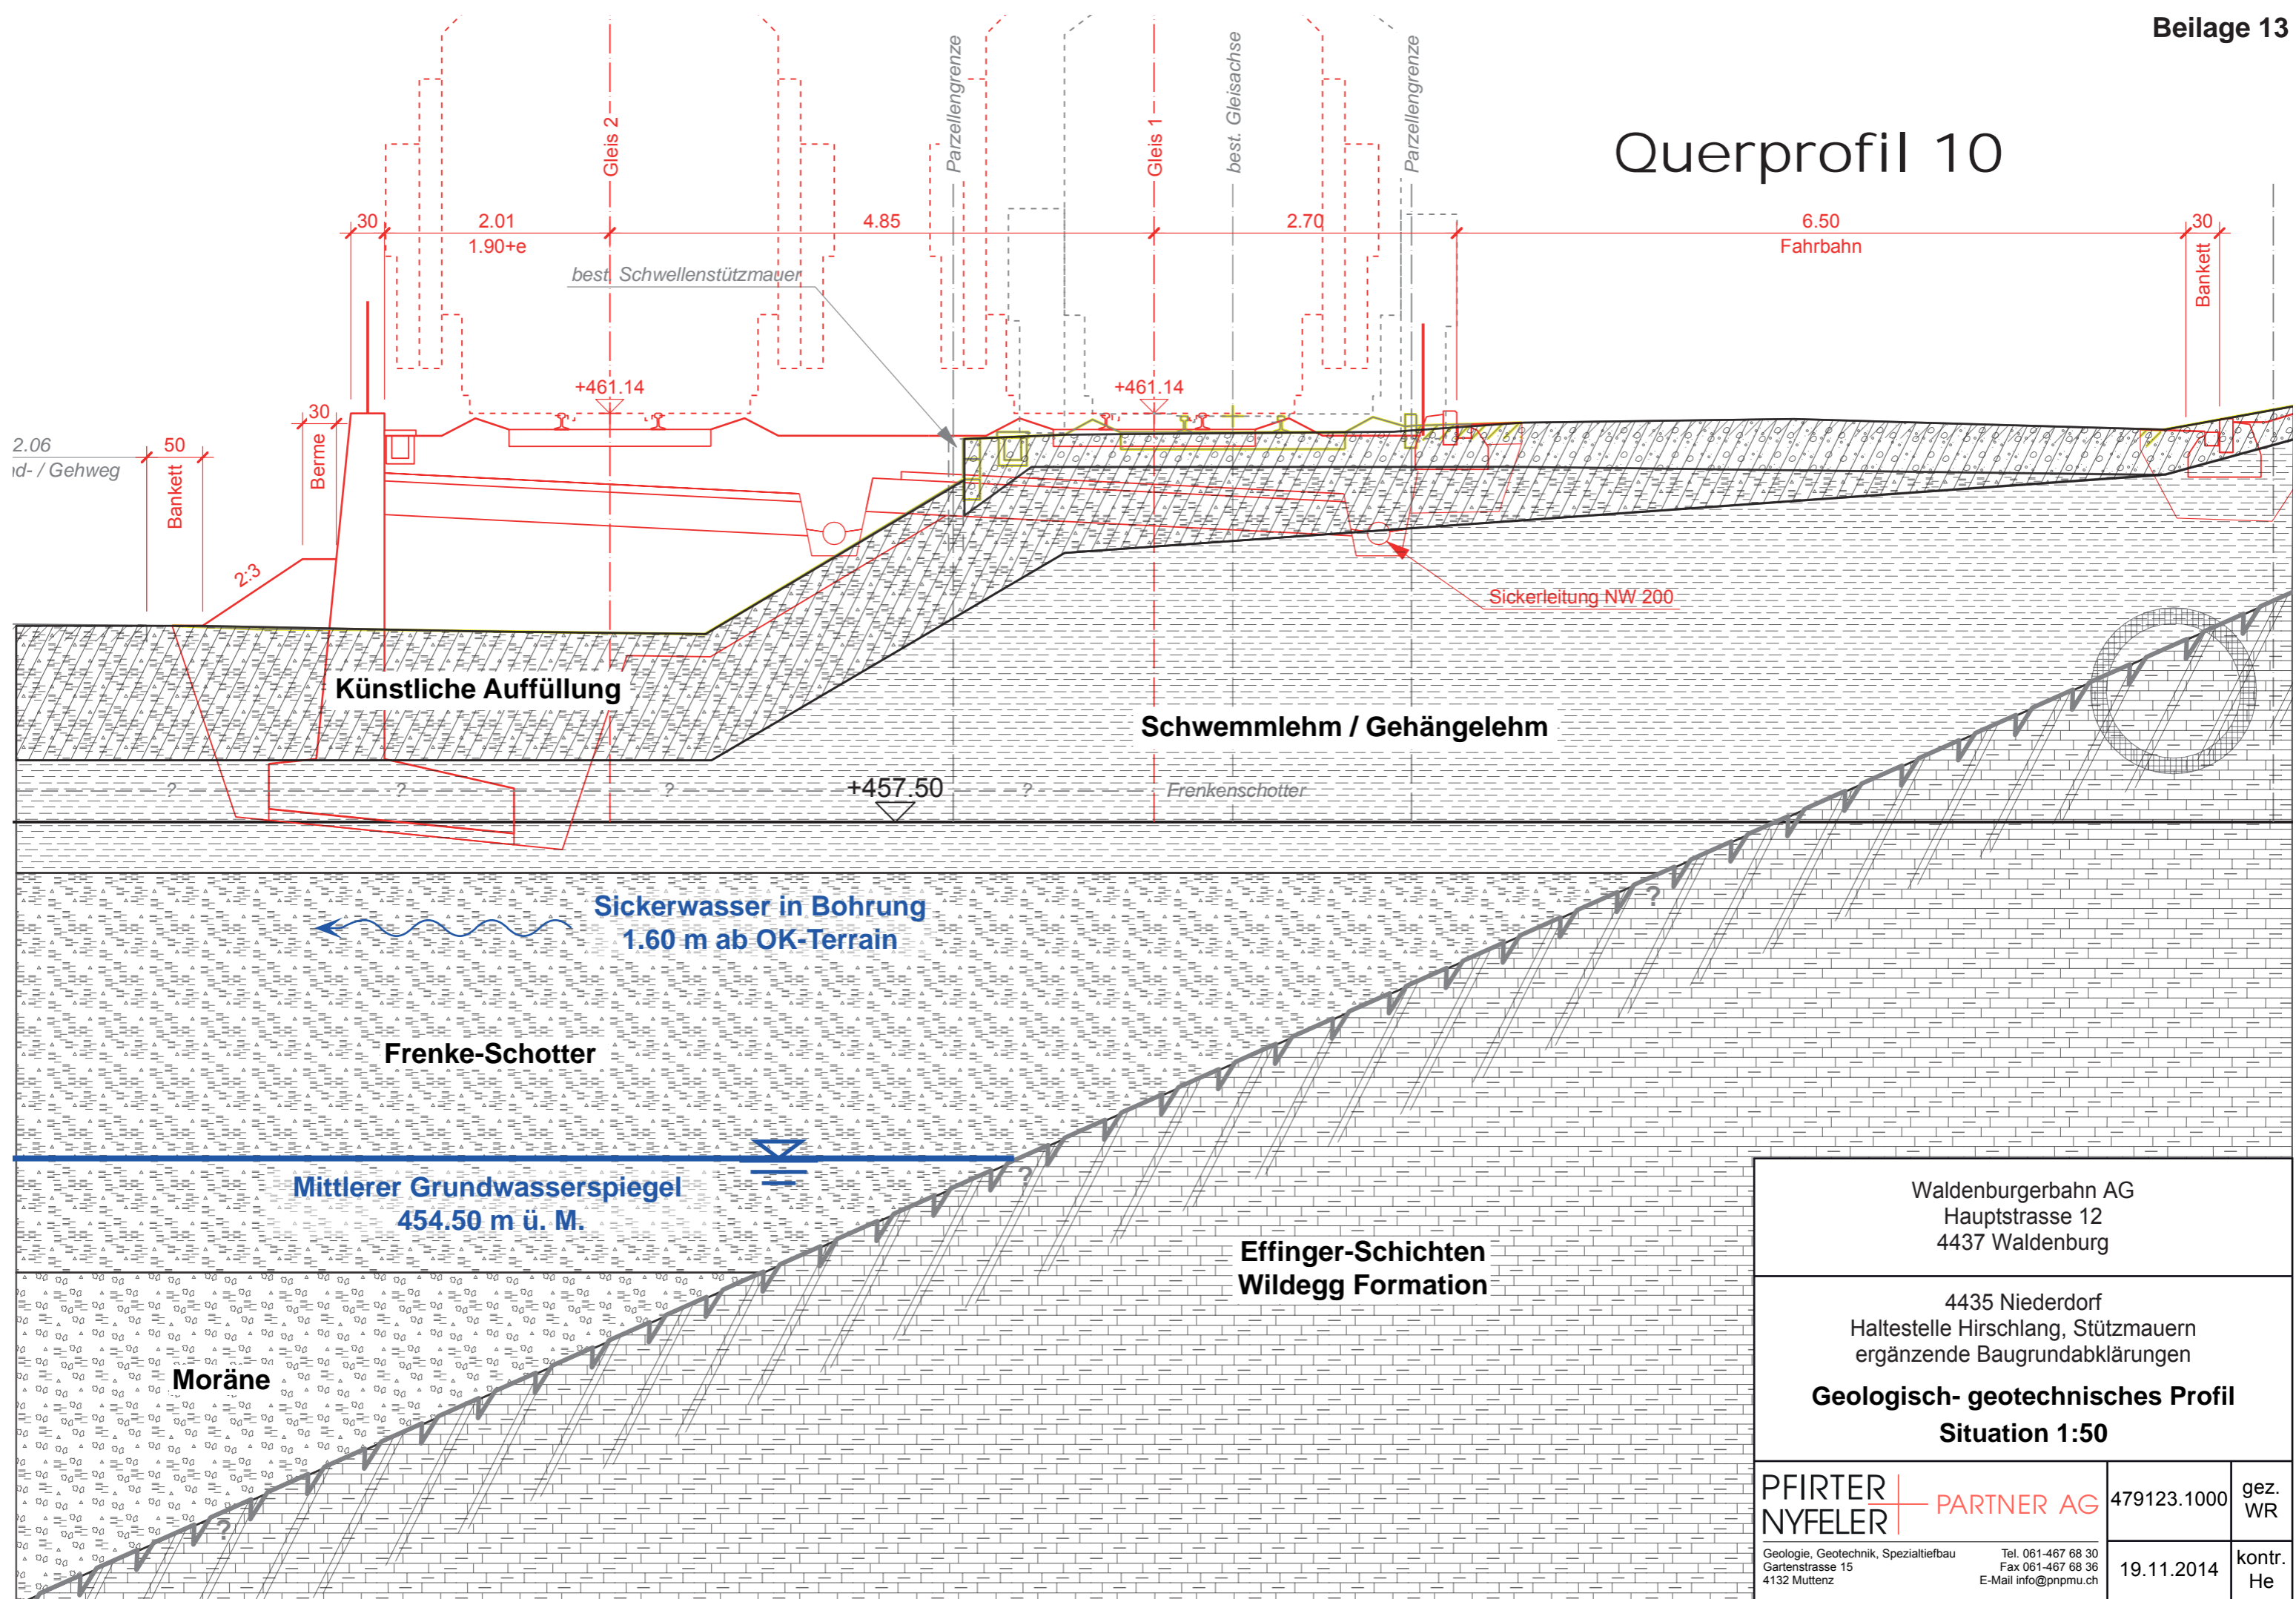 Beilage 13
Querprofil 10
Gleis 2
Parzellengrenze
Gleis 1
best. Gleisachse
Parzellengrenze
30
2.01
4.85
2.70
6.50
30
1.90+e
Fahrbahn
Bankett
best. Schwellenstützmauer
+461.14
+461.14
30
Berme
2.06
d- / Gehweg
50
Bankett
2:3
Sickerleitung NW 200
Künstliche Auffüllung
Schwemmlehm / Gehängelehm
?
?
?
+457.50
?
Frenkenschotter
Sickerwasser in Bohrung
1.60 m ab OK-Terrain
?
Frenke-Schotter
Mittlerer Grundwasserspiegel
454.50 m ü. M.
?
Effinger-Schichten
Wildegg Formation
Moräne
?
Waldenburgerbahn AG
Hauptstrasse 12
4437 Waldenburg
4435 Niederdorf
Haltestelle Hirschlang, Stützmauern
ergänzende Baugrundabklärungen
Geologisch- geotechnisches Profil
Situation 1:50
PFIRTER
NYFELER
PARTNER AG
Geologie, Geotechnik, Spezialtiefbau
Gartenstrasse 15
4132 Muttenz
Tel. 061-467 68 30
Fax 061-467 68 36
E-Mail info@pnpmu.ch
479123.1000
gez.
WR
19.11.2014
kontr.
He